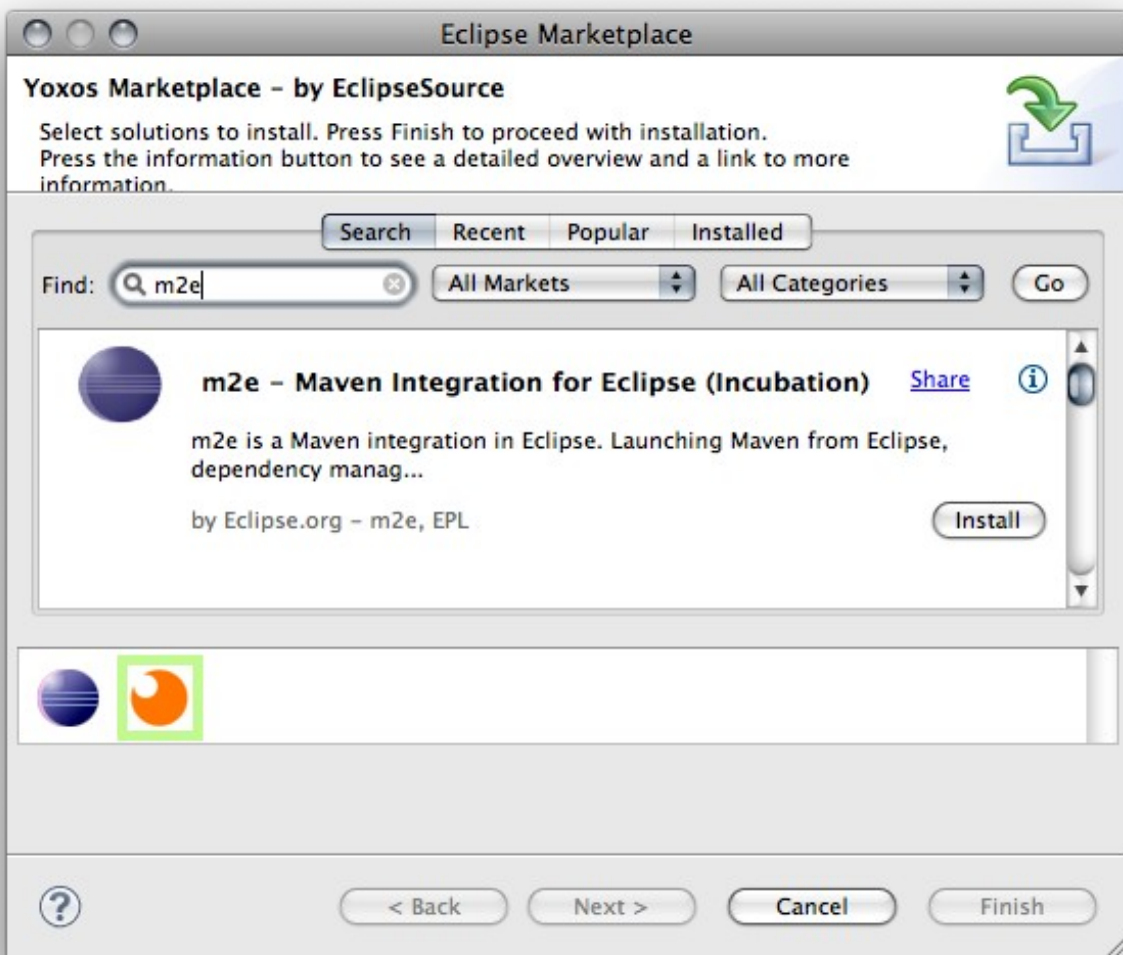 Eclipse Marketplace
Yoxos Marketplace – by EclipseSource
Select solutions to install. Press Finish to proceed with installation.
Press the information button to see a detailed overview and a link to more
information.
Search Recent Popular Installed
Find: m2e All Markets All Categories Go
m2e – Maven Integration for Eclipse (Incubation) Share
m2e is a Maven integration in Eclipse. Launching Maven from Eclipse,
dependency manag...
by Eclipse.org – m2e, EPL Install
? < Back Next > Cancel Finish